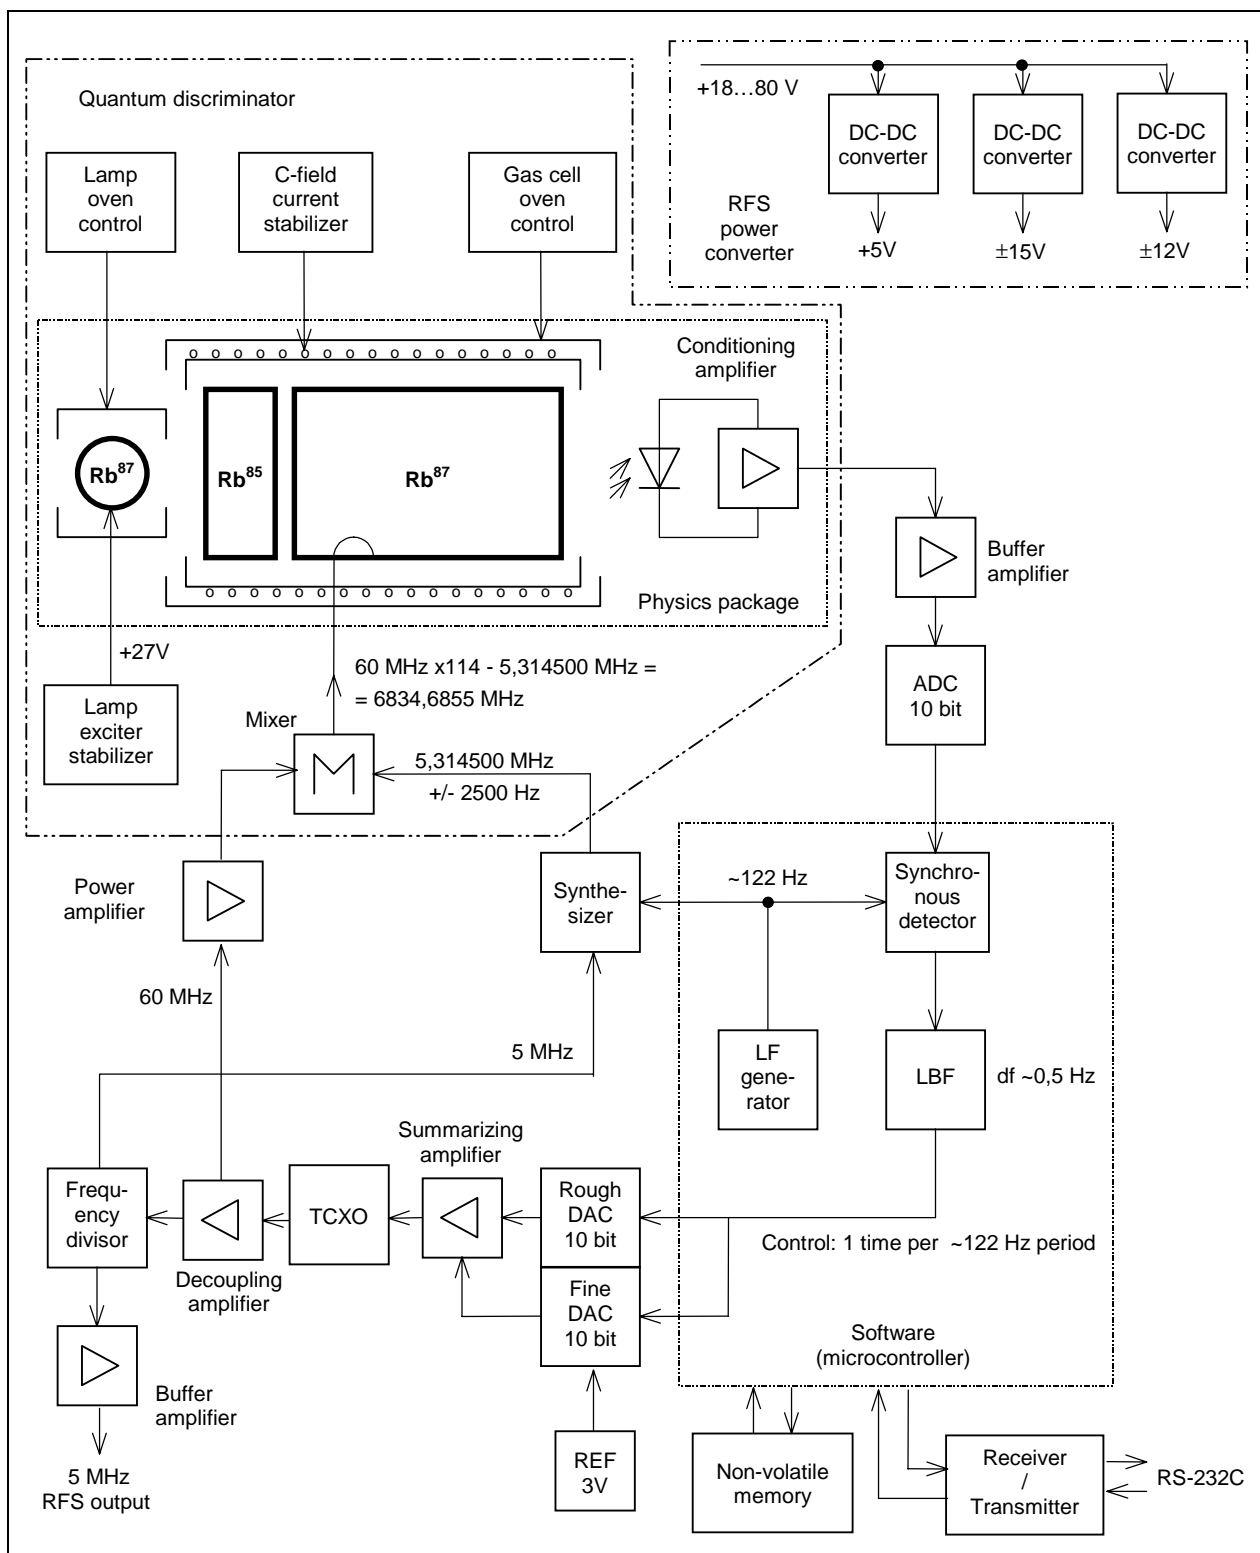 Quantum discriminator
+18…80 V
DC-DC
converter
DC-DC
converter
DC-DC
converter
RFS
power
converter
+5V
±15V
±12V
Lamp
oven
control
C-field
current
stabilizer
Gas cell
oven
control
Conditioning
amplifier
Rb87
Rb85
Rb87
Physics package
Buffer
amplifier
+27V
60 MHz x114 - 5,314500 MHz =
= 6834,6855 MHz
ADC
10 bit
Lamp
exciter
stabilizer
Mixer
M
5,314500 MHz
+/- 2500 Hz
Power
amplifier
Synthe-
sizer
~122 Hz
Synchro-
nous
detector
60 MHz
5 MHz
LF
gene-
rator
LBF
df ~0,5 Hz
Summarizing
amplifier
Frequ-
ency
divisor
TCXO
Rough
DAC
10 bit
Control: 1 time per ~122 Hz period
Decoupling
amplifier
Fine
DAC
10 bit
Software
(microcontroller)
Buffer
amplifier
5 MHz
RFS output
REF
3V
Non-volatile
memory
Receiver
/
Transmitter
RS-232C